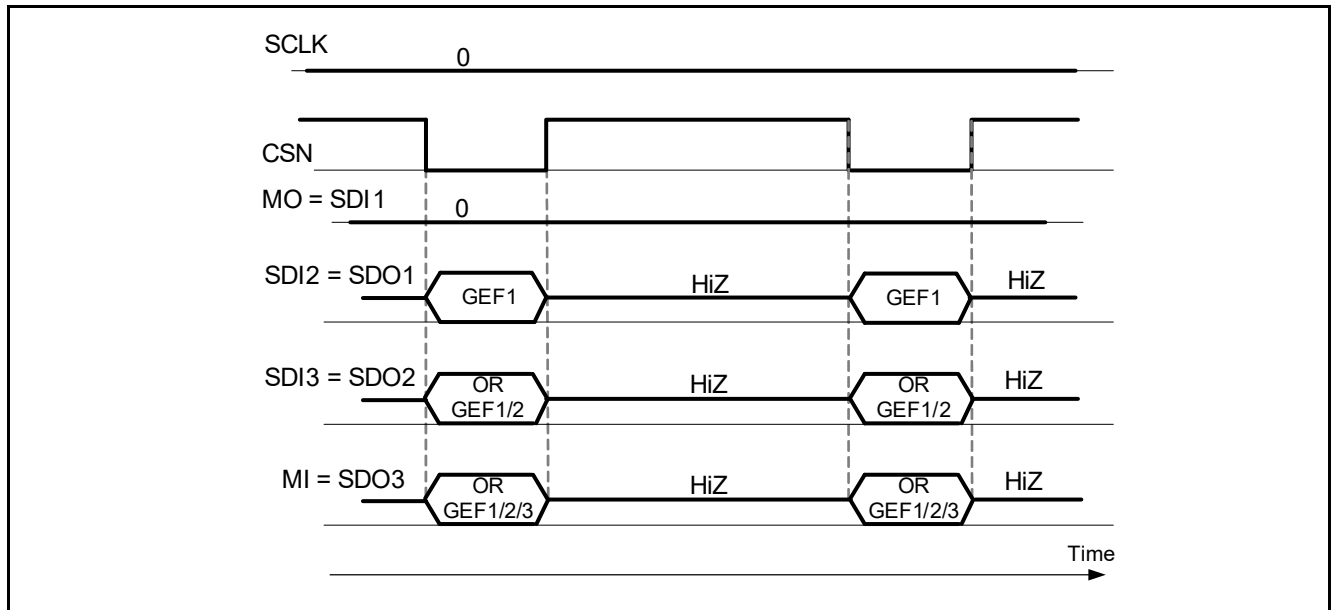 SCLK
0
CSN
MO = SDI1
0
SDI2 = SDO1
GEF1
HiZ
GEF1
HiZ
SDI3 = SDO2
OR
GEF1/2
HiZ
OR
GEF1/2
HiZ
MI = SDO3
OR
GEF1/2/3
HiZ
OR
GEF1/2/3
HiZ
Time